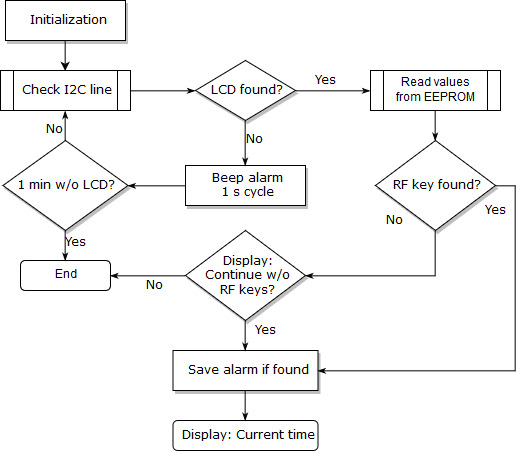 Initialization
Check I2C line
LCD found?
Yes
Read values
from EEPROM
No
No
1 min w/o LCD?
Beep alarm
1 s cycle
RF key found?
Yes
No
Yes
End
Display:
Continue w/o
RF keys?
No
Yes
Save alarm if found
Display: Current time